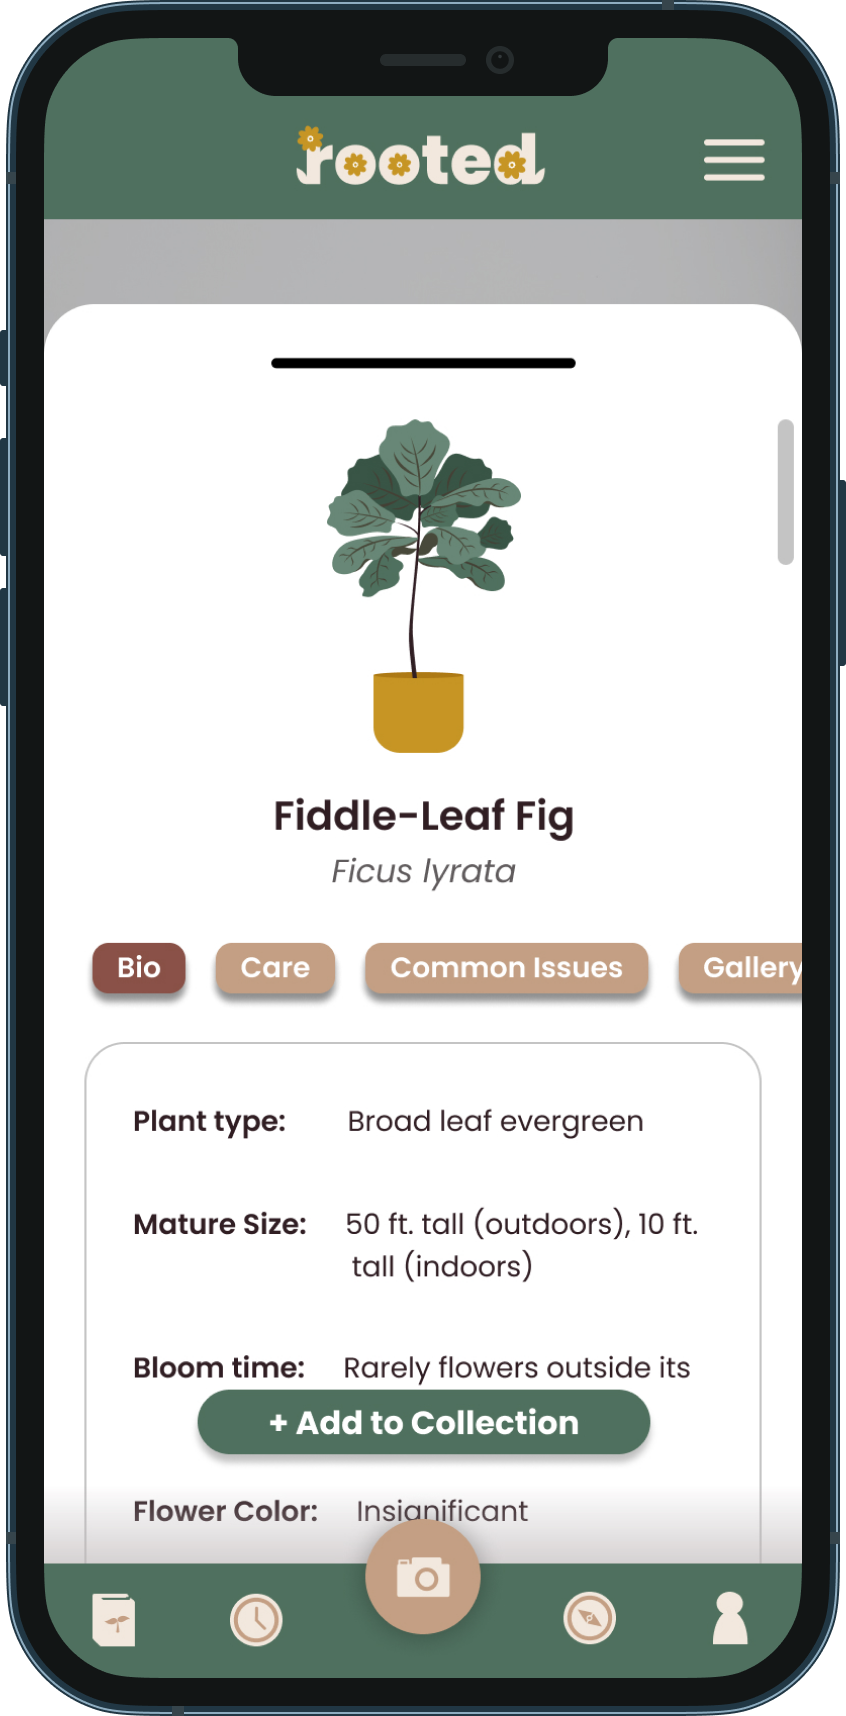 rooted
Fiddle-Leaf Fig
Ficus lyrata
Bio Care Common Issues Gallery
Plant type: Broad leaf evergreen
Mature Size: 50 ft. tall (outdoors), 10 ft.
tall (indoors)
Bloom time: Rarely flowers outside its
+ Add to Collection
Flower Color: Insignificant